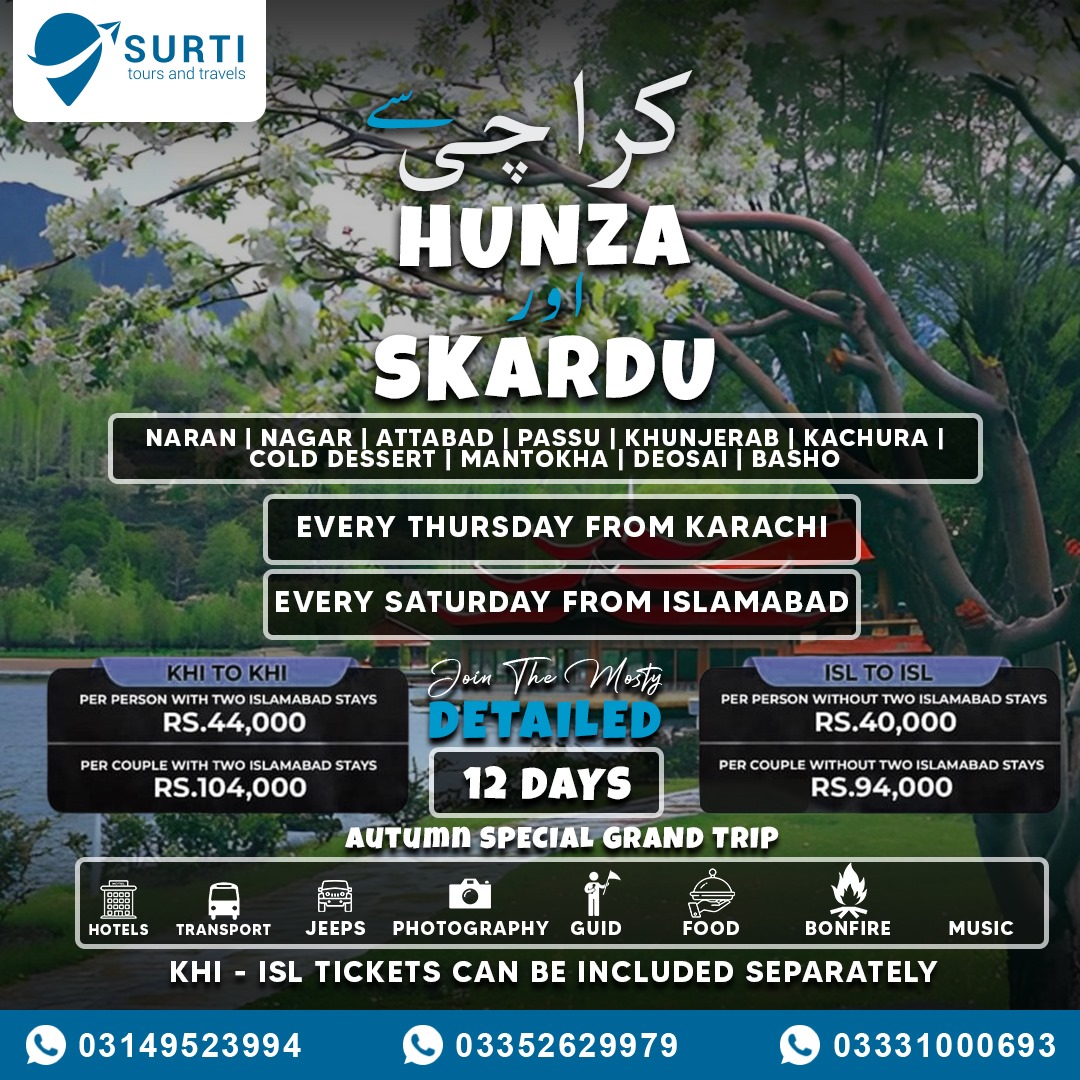 SURTI
tours and travels
کراچی سے
HUNZA
اور
SKARDU
NARAN | NAGAR | ATTABAD | PASSU | KHUNJERAB | KACHURA |
COLD DESSERT | MANTOKHA | DEOSAI | BASHO
EVERY THURSDAY FROM KARACHI
EVERY SATURDAY FROM ISLAMABAD
KHI TO KHI
PER PERSON WITH TWO ISLAMABAD STAYS
RS.44,000
PER COUPLE WITH TWO ISLAMABAD STAYS
RS.104,000
Join The Mosty
DETAILED
12 DAYS
ISL TO ISL
PER PERSON WITHOUT TWO ISLAMABAD STAYS
RS.40,000
PER COUPLE WITHOUT TWO ISLAMABAD STAYS
RS.94,000
AUTUMN SPECIAL GRAND TRIP
HOTEL
HOTELS TRANSPORT JEEPS PHOTOGRAPHY GUID FOOD BONFIRE MUSIC
KHI - ISL TICKETS CAN BE INCLUDED SEPARATELY
03149523994 03352629979 03331000693